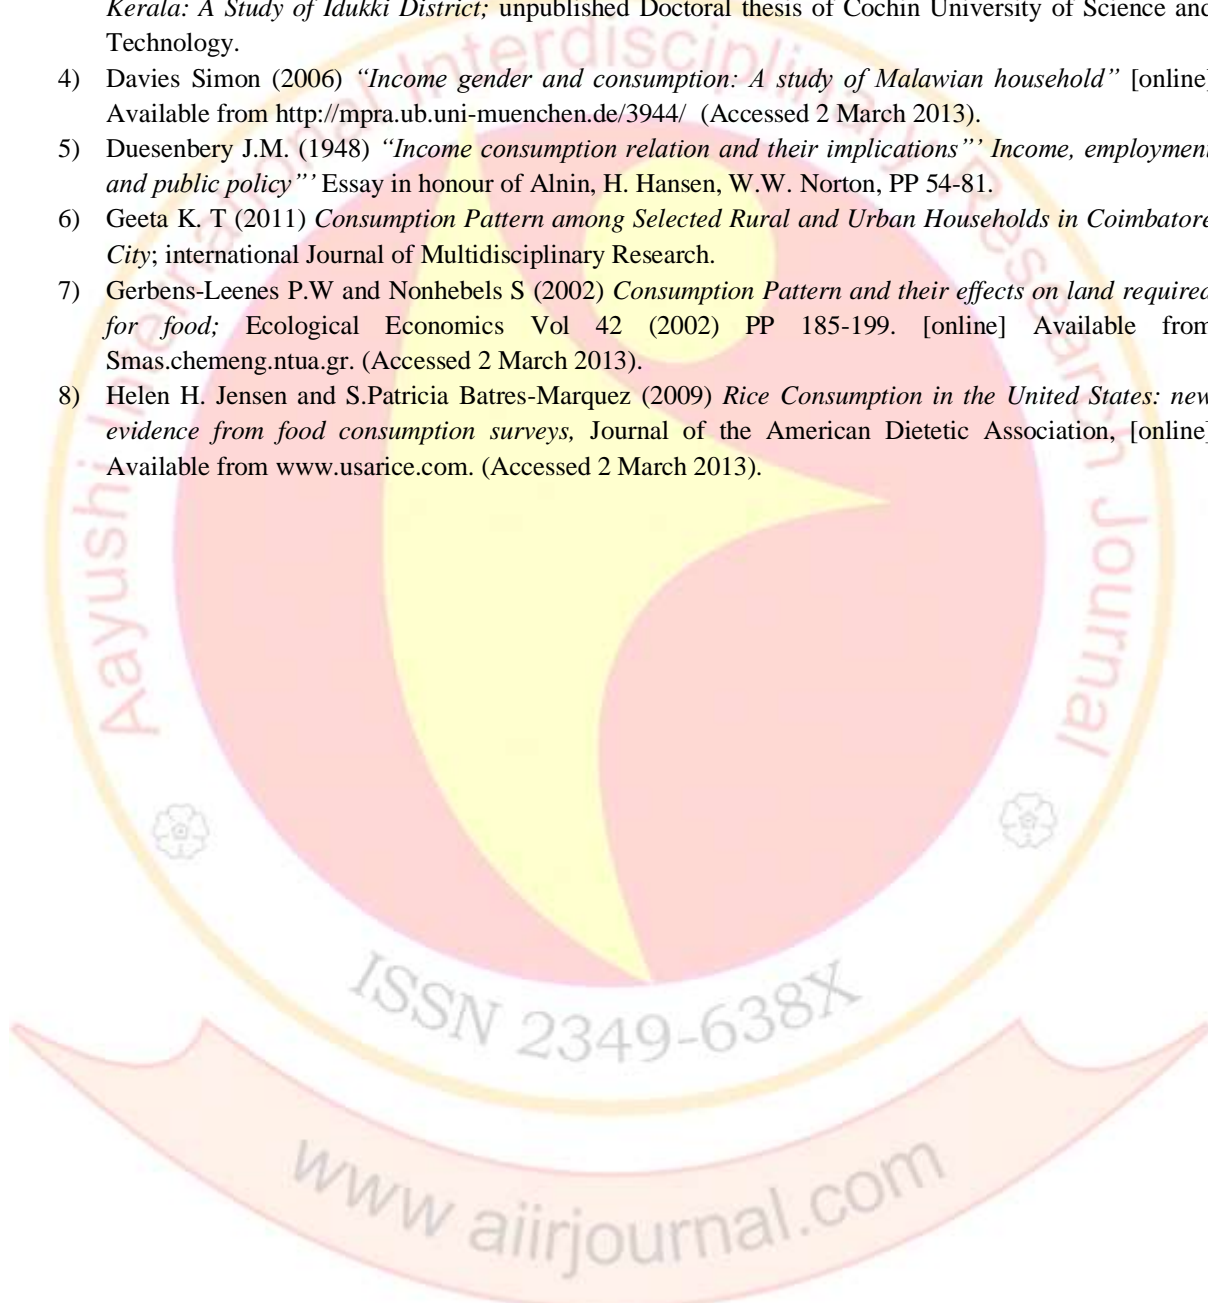 Kerala: A Study of Idukki District; unpublished Doctoral thesis of Cochin University of Science and
Technology.
4) Davies Simon (2006) “Income gender and consumption: A study of Malawian household” [online]
Available from http://mpra.ub.uni-muenchen.de/3944/ (Accessed 2 March 2013).
5) Duesenbery J.M. (1948) “Income consumption relation and their implications”’ Income, employment
and public policy”’ Essay in honour of Alnin, H. Hansen, W.W. Norton, PP 54-81.
6) Geeta K. T (2011) Consumption Pattern among Selected Rural and Urban Households in Coimbatore
City; international Journal of Multidisciplinary Research.
7) Gerbens-Leenes P.W and Nonhebels S (2002) Consumption Pattern and their effects on land required
for food; Ecological Economics Vol 42 (2002) PP 185-199. [online] Available from
Smas.chemeng.ntua.gr. (Accessed 2 March 2013).
8) Helen H. Jensen and S.Patricia Batres-Marquez (2009) Rice Consumption in the United States: new
evidence from food consumption surveys, Journal of the American Dietetic Association, [online]
Available from www.usarice.com. (Accessed 2 March 2013).
Aayushi International Interdisciplinary Research Journal
ISSN 2349-638X
www aiirjournal.com